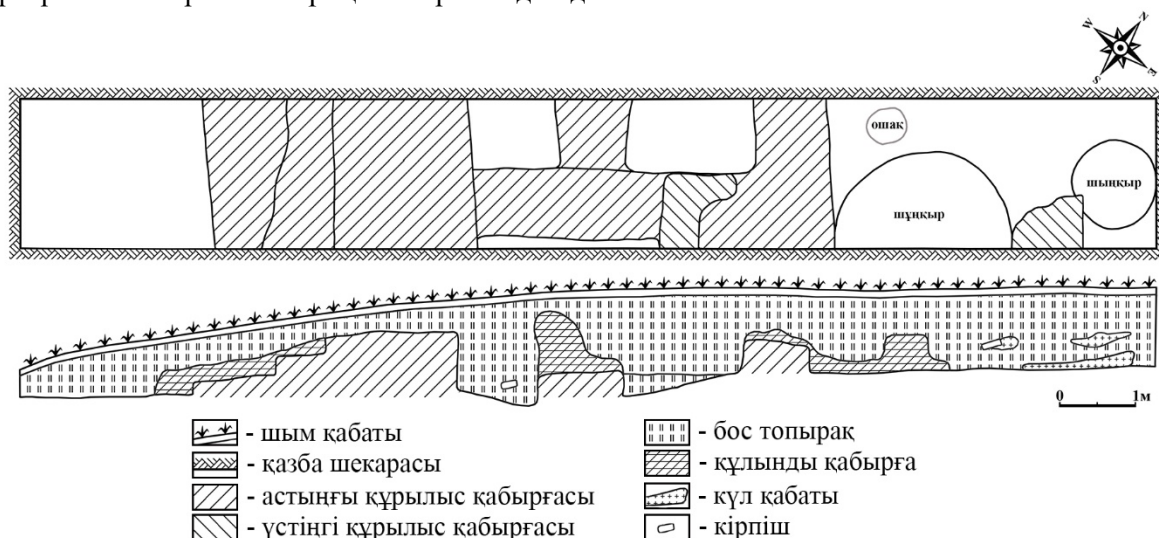 W N
S E
ошақ
шұңқыр
шыңқыр
0 1м
- шым қабаты
- бос топырақ
- қазба шекарасы
- құлынды қабырға
- астыңғы құрылыс қабырғасы
- күл қабаты
- үстіңгі құрылыс қабырғасы
- кірпіш